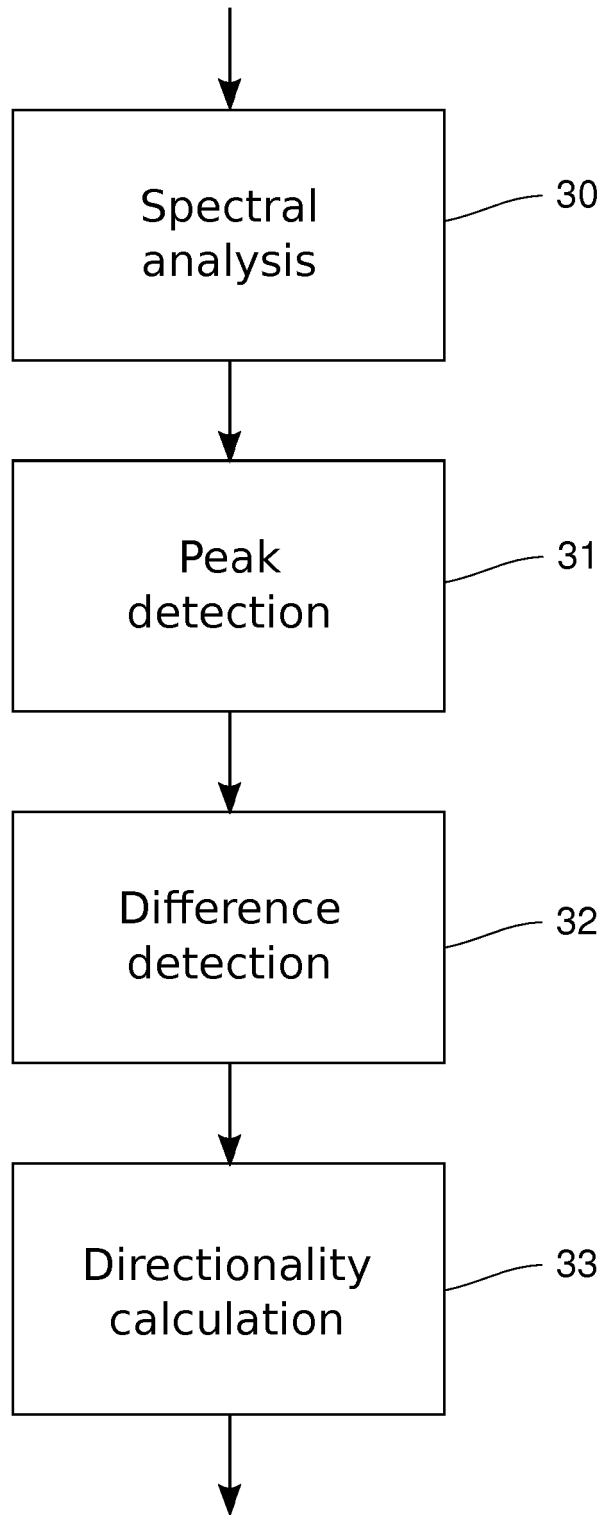 Spectral
analysis
30
Peak
detection
31
Difference
detection
32
Directionality
calculation
33